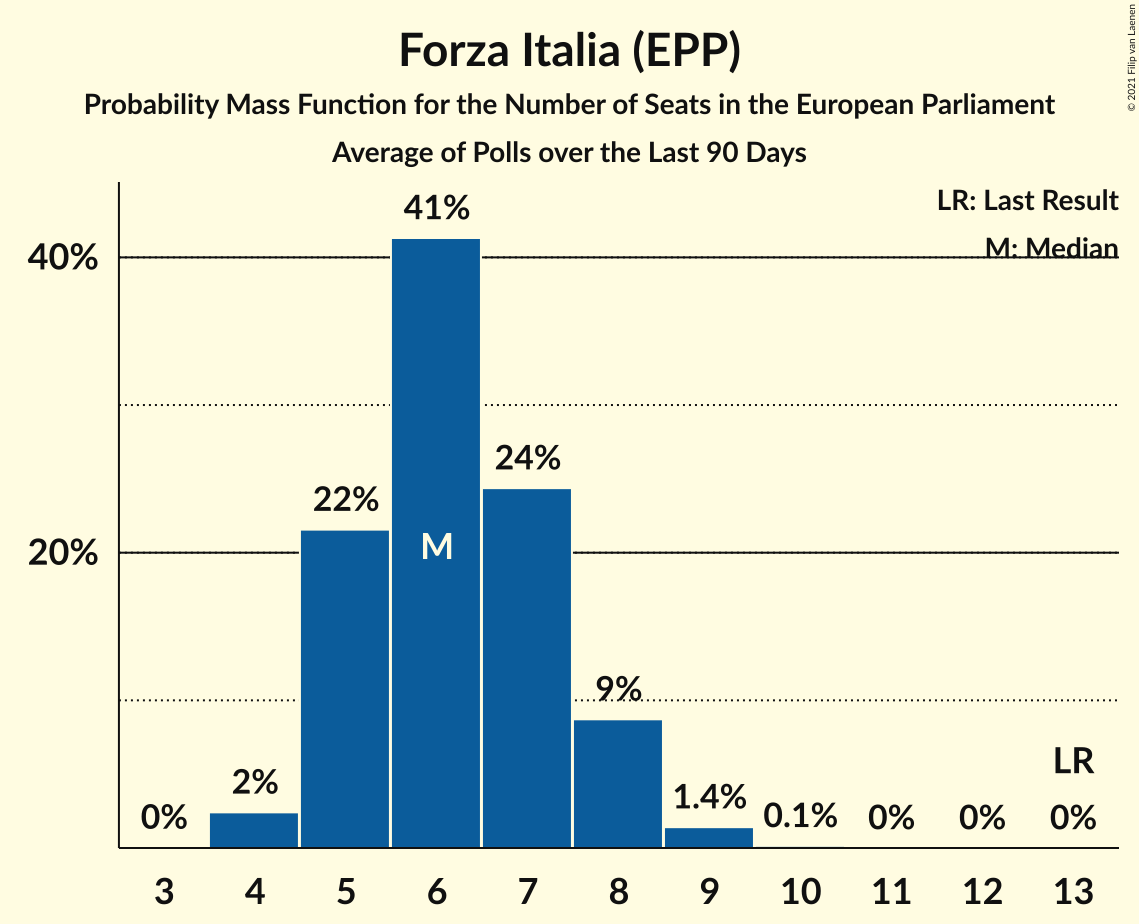 Forza Italia (EPP)
Probability Mass Function for the Number of Seats in the European Parliament
Average of Polls over the Last 90 Days
© 2021 Filip van Laenen
LR: Last Result
M: Median
41%
40%
24%
22%
M
20%
9%
LR
2%
1.4%
0% 0.1% 0% 0% 0%
3 4 5 6 7 8 9 10 11 12 13